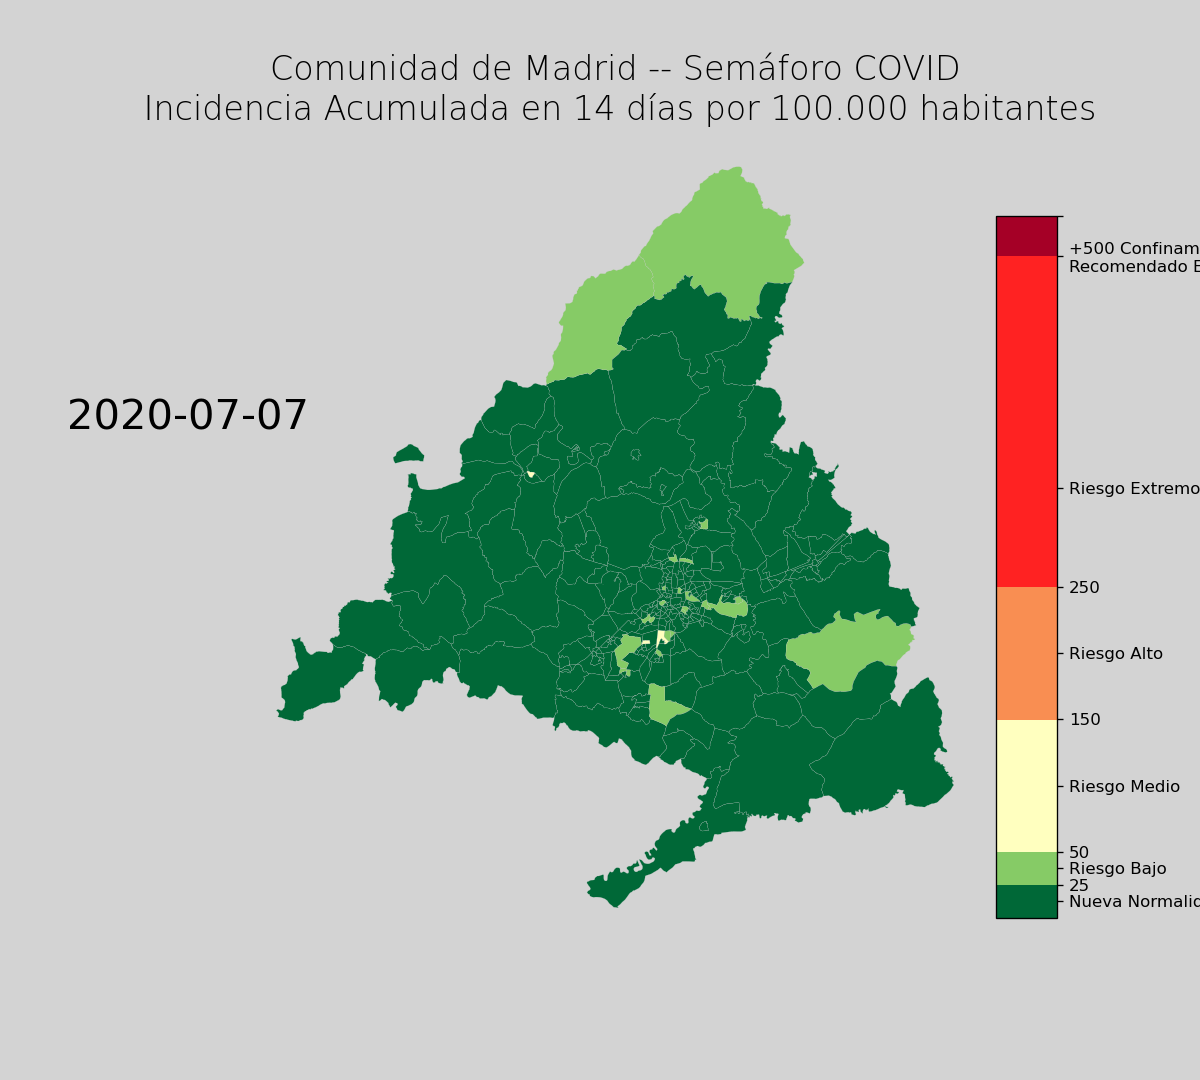 Comunidad de Madrid -- Semáforo COVID
Incidencia Acumulada en 14 días por 100.000 habitantes
2020-07-07
+500 Confinam
Recomendado E
Riesgo Extremo
250
Riesgo Alto
150
Riesgo Medio
50
Riesgo Bajo
25
Nueva Normalid